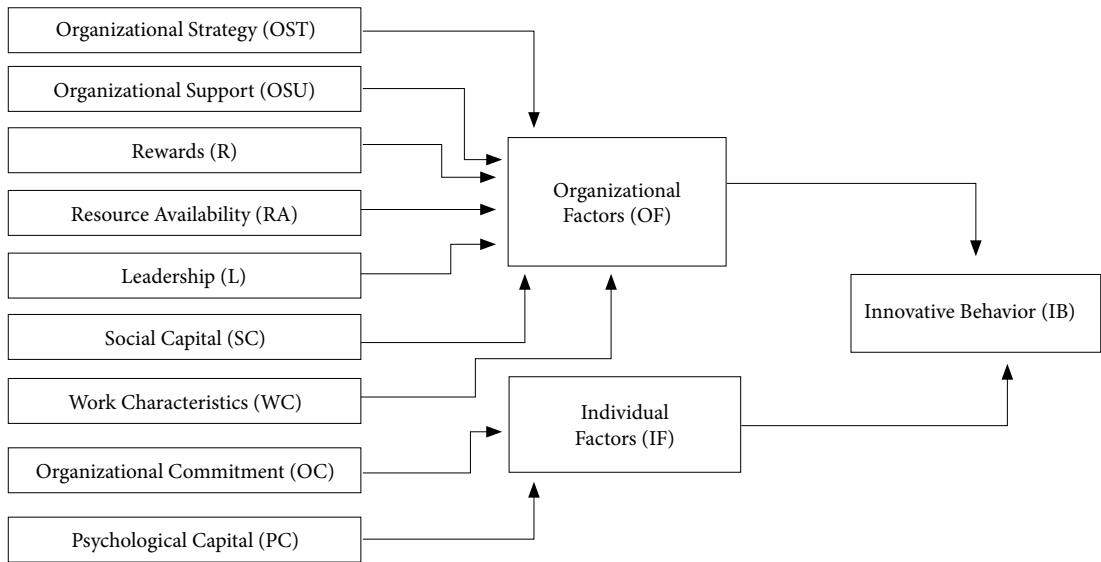 Organizational Strategy (OST)
Organizational Support (OSU)
Rewards (R)
Resource Availability (RA)
Leadership (L)
Social Capital (SC)
Work Characteristics (WC)
Organizational Commitment (OC)
Psychological Capital (PC)
Organizational
Factors (OF)
Individual
Factors (IF)
Innovative Behavior (IB)